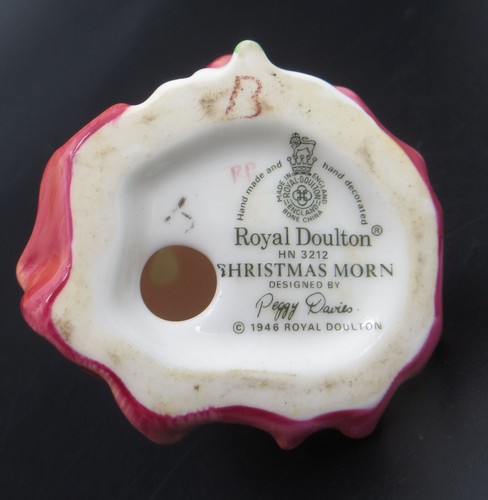 B
RP
Hand made and hand decorated
MADE IN ENGLAND
ROYAL·DOULTON
ENGLAND
BONE CHINA
Royal Doulton®
HN 3212
CHRISTMAS MORN
DESIGNED BY
Peggy Davies.
© 1946 ROYAL DOULTON